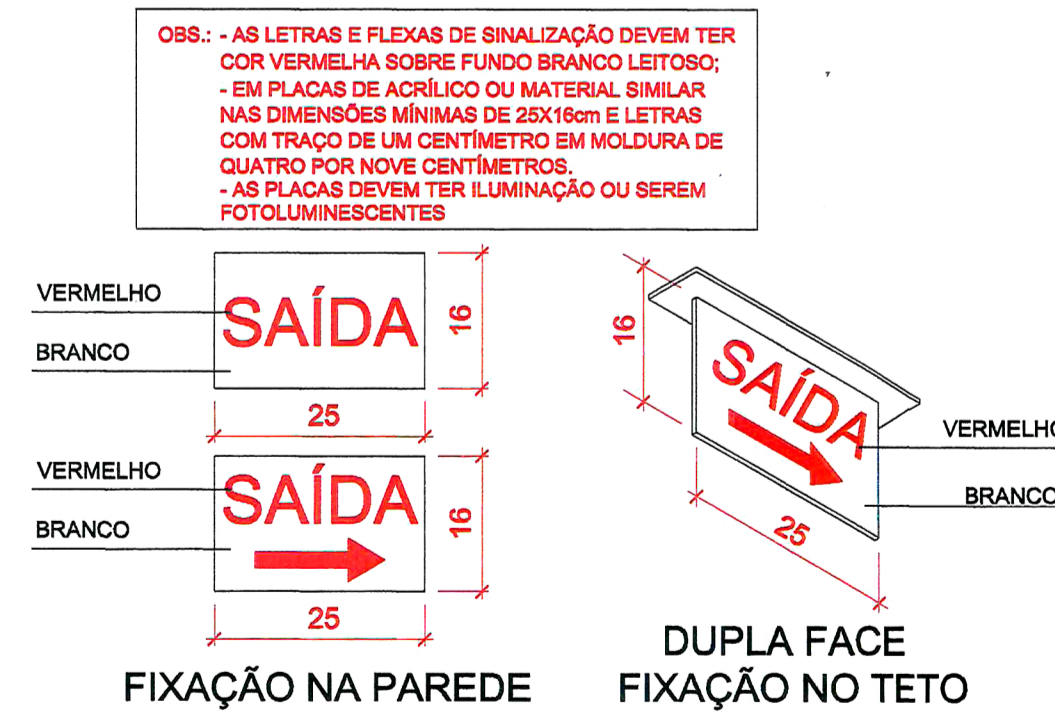 OBS.: - AS LETRAS E FLEXAS DE SINALIZAÇÃO DEVEM TER
COR VERMELHA SOBRE FUNDO BRANCO LEITOSO;
- EM PLACAS DE ACRÍLICO OU MATERIAL SIMILAR
NAS DIMENSÕES MÍNIMAS DE 25X16cm E LETRAS
COM TRAÇO DE UM CENTÍMETRO EM MOLDURA DE
QUATRO POR NOVE CENTÍMETROS.
- AS PLACAS DEVEM TER ILUMINAÇÃO OU SEREM
FOTOLUMINESCENTES
VERMELHO
SAÍDA
BRANCO
16
25
VERMELHO
SAÍDA
BRANCO
16
25
FIXAÇÃO NA PAREDE
16
SAÍDA
VERMELHO
BRANCO
25
DUPLA FACE
FIXAÇÃO NO TETO